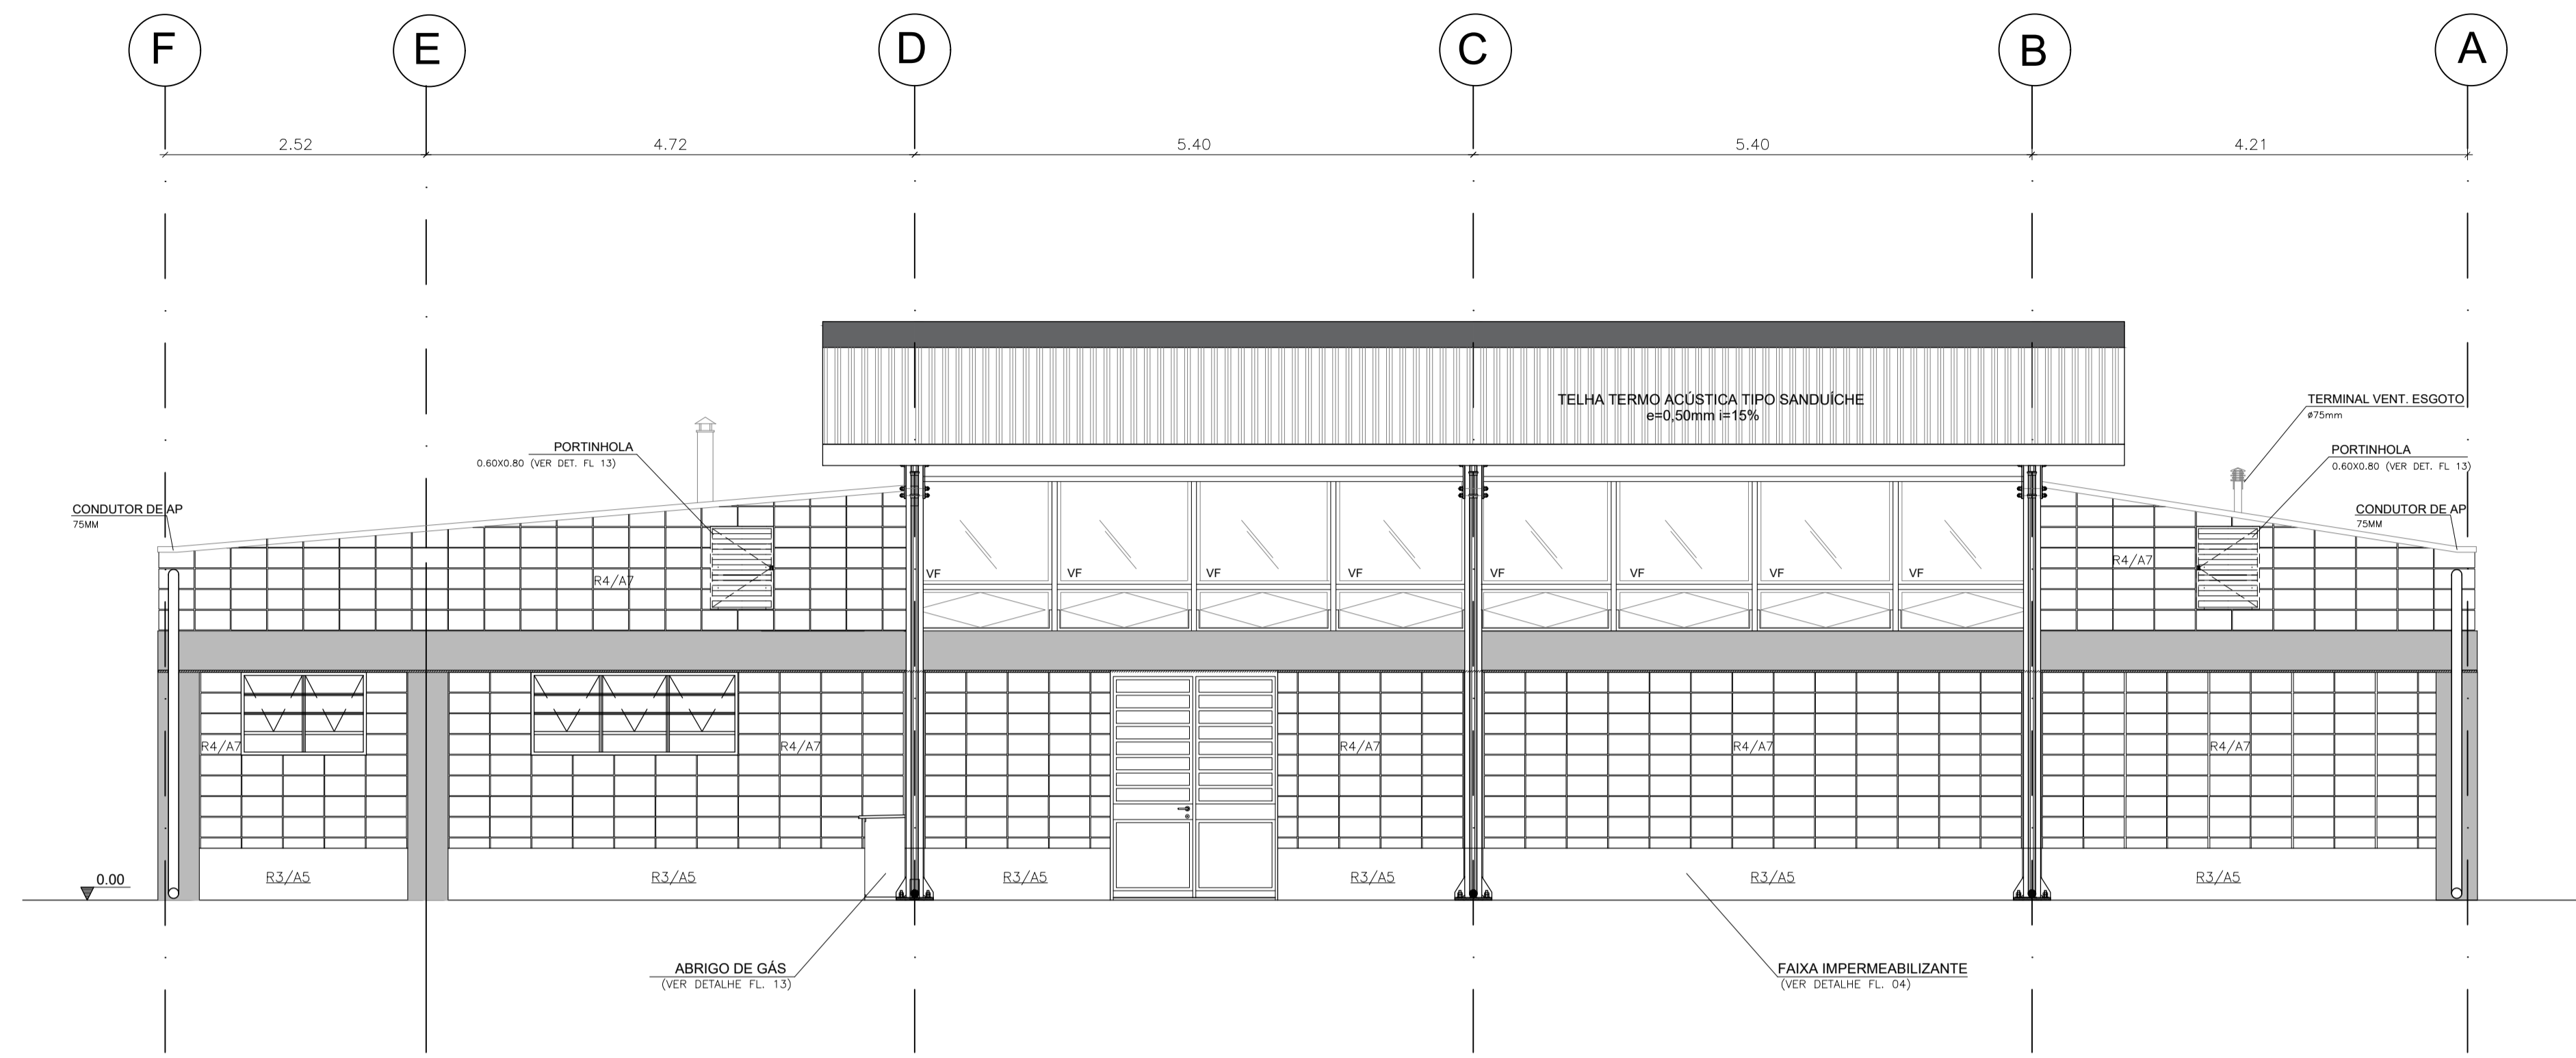 F E D C B A
2.52 4.72 5.40 5.40 4.21
TELHA TERMO ACÚSTICA TIPO SANDUÍCHE
e=0,50mm i=15%
TERMINAL VENT. ESGOTO
ø75mm
PORTINHOLA
0.60X0.80 (VER DET. FL 13)
PORTINHOLA
0.60X0.80 (VER DET. FL 13)
CONDUTOR DE AP
75MM
CONDUTOR DE AP
75MM
R4/A7
VF VF VF VF VF VF VF VF
R4/A7
R4/A7 R4/A7 R4/A7 R4/A7 R4/A7
0.00
R3/A5 R3/A5 R3/A5 R3/A5 R3/A5 R3/A5
ABRIGO DE GÁS
(VER DETALHE FL. 13)
FAIXA IMPERMEABILIZANTE
(VER DETALHE FL. 04)